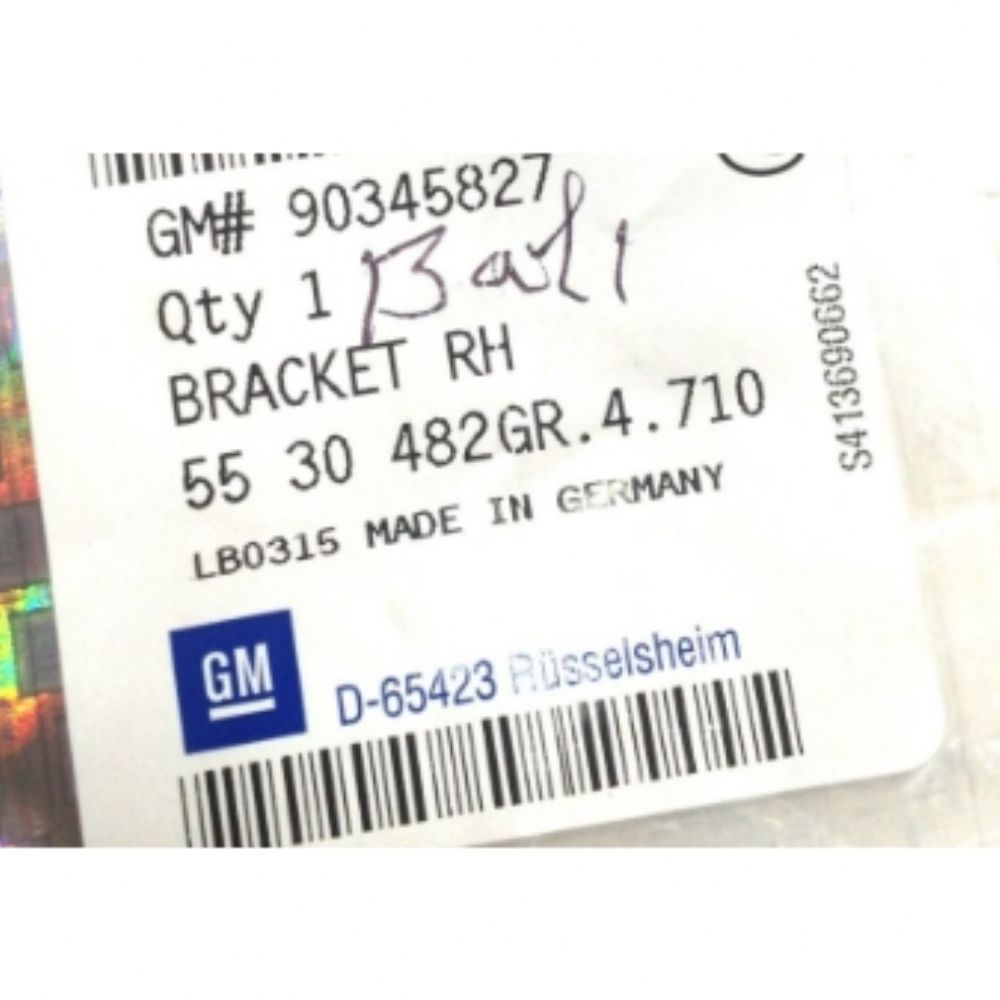 GM# 90345827
Qty 1
BRACKET RH
55 30 482GR.4.710
LB0315 MADE IN GERMANY
GM
D-65423 Rüsselsheim
S413690662